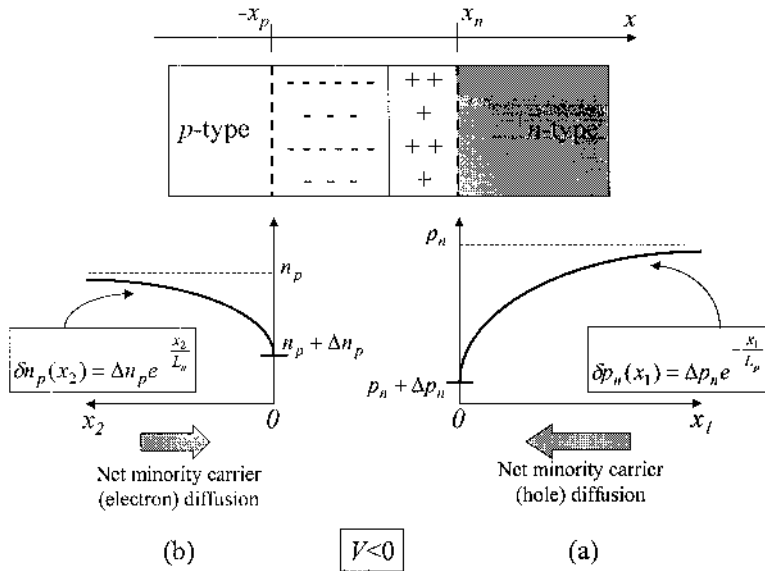 -x_p x_n x
- - - - - - + +
p-type - - - + n-type
- - - - - - + +
- - - - +
p_n
n_p
n_p + Δn_p
δn_p(x_2) = Δn_p e^{-x_2/L_n} p_n + Δp_n δp_n(x_1) = Δp_n e^{-x_1/L_p}
x_2 0 0 x_1
Net minority carrier Net minority carrier
(electron) diffusion (hole) diffusion
(b) V<0 (a)